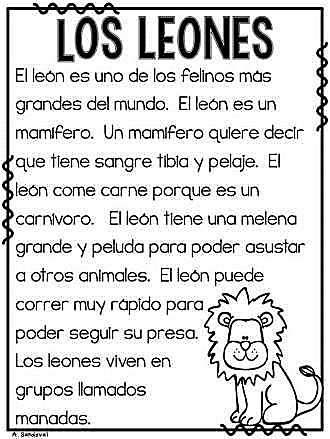 LOS LEONES
El león es uno de los felinos más
grandes del mundo. El león es un
mamífero. Un mamífero quiere decir
que tiene sangre tibia y pelaje. El
león come carne porque es un
carnívoro. El león tiene una melena
grande y peluda para poder asustar
a otros animales. El león puede
correr muy rápido para
poder seguir su presa.
Los leones viven en
grupos llamados
manadas.
A. Sandoval